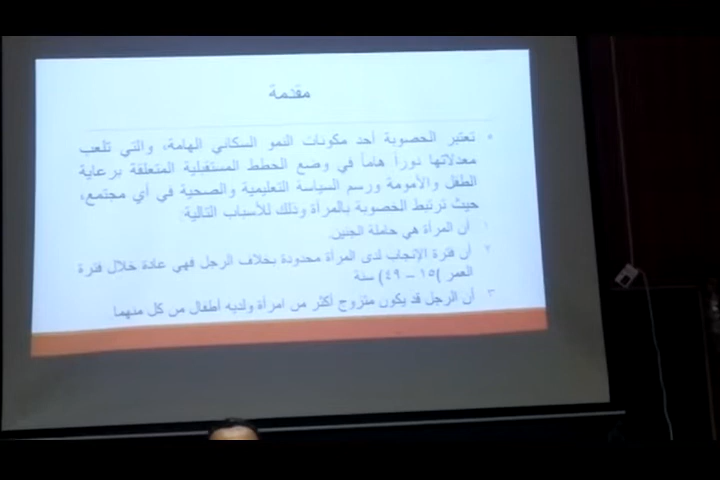 مقدمة
▫ تعتبر الخصوبة أحد مكونات النمو السكاني الهامة، والتي تلعب
معدلاتها دوراً هاماً في وضع الخطط المستقبلية المتعلقة برعاية
الطفل والأمومة ورسم السياسة التعليمية والصحية في أي مجتمع،
حيث ترتبط الخصوبة بالمرأة وذلك للأسباب التالية:
١ أن المرأة هي حاملة الجنين.
٢ أن فترة الإنجاب لدى المرأة محدودة بخلاف الرجل فهي عادة خلال فترة
العمر )١٥ – ٤٩) سنة
٣ أن الرجل قد يكون متزوج أكثر من امرأة ولديه أطفال من كل منهما